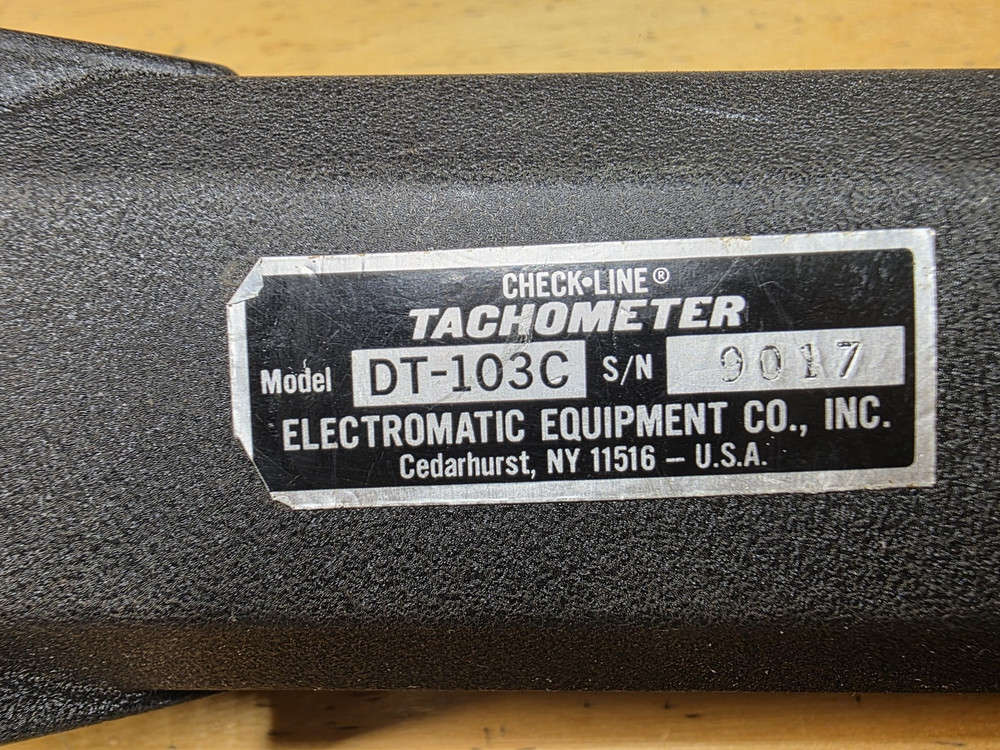 CHECK•LINE®
TACHOMETER
Model DT-103C S/N 9017
ELECTROMATIC EQUIPMENT CO., INC.
Cedarhurst, NY 11516 – U.S.A.